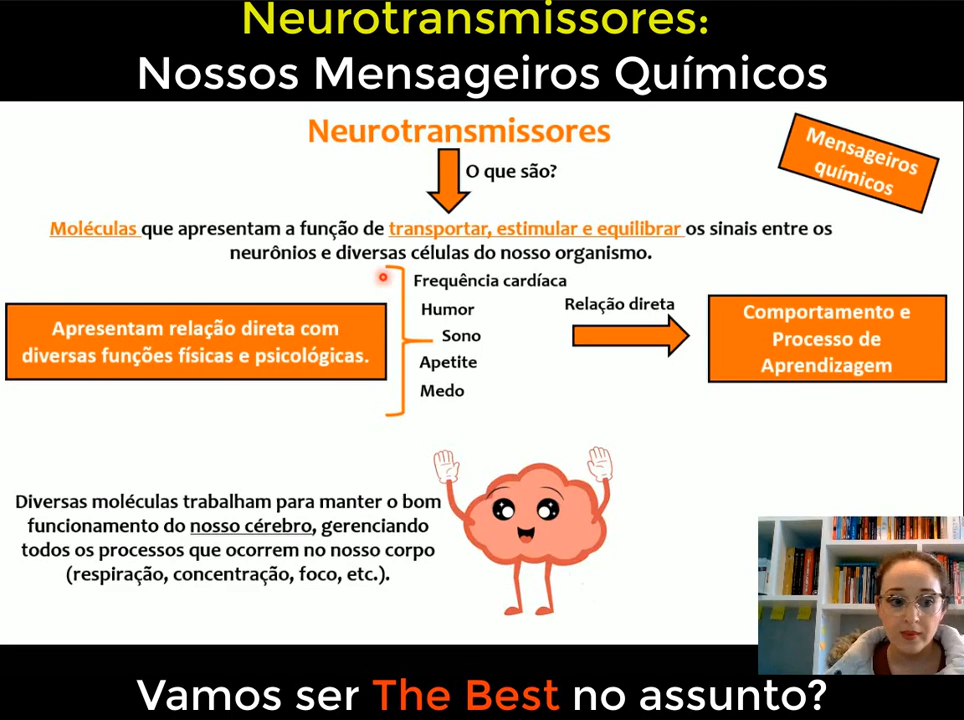 Neurotransmissores:
Nossos Mensageiros Químicos
Neurotransmissores
Mensageiros
químicos
O que são?
Moléculas que apresentam a função de transportar, estimular e equilibrar os sinais entre os
neurônios e diversas células do nosso organismo.
Apresentam relação direta com
diversas funções físicas e psicológicas.
Frequência cardíaca
Humor
Sono
Apetite
Medo
Relação direta
Comportamento e
Processo de
Aprendizagem
Diversas moléculas trabalham para manter o bom
funcionamento do nosso cérebro, gerenciando
todos os processos que ocorrem no nosso corpo
(respiração, concentração, foco, etc.).
Vamos ser The Best no assunto?